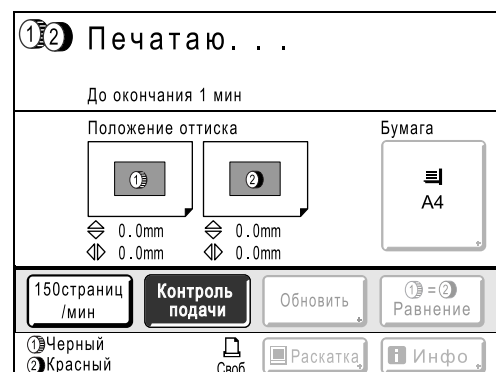 ①② Печатаю...
До окончания 1 мин
Положение оттиска
Бумага
① ②
A4
0.0mm 0.0mm
0.0mm 0.0mm
150страниц
/мин
Контроль
подачи
Обновить
①=②
Равнение
①Черный
②Красный
Своб
Раскатка
Инфо